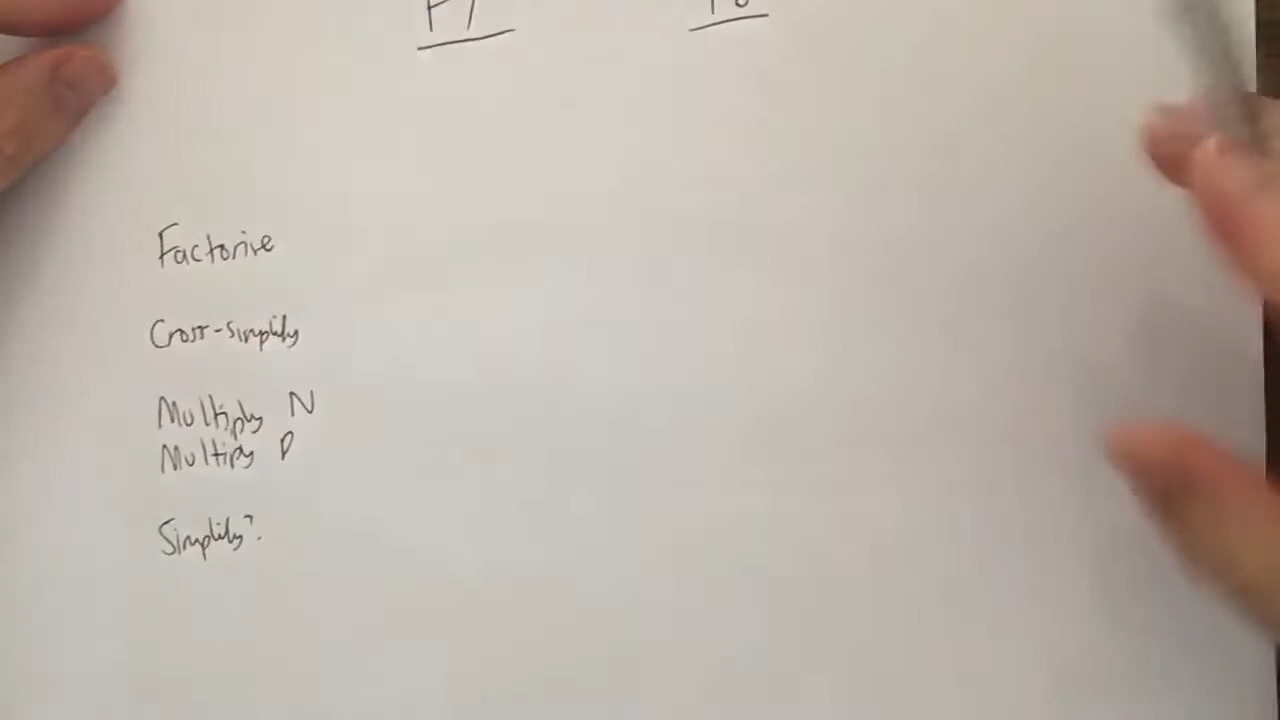 Factorise
Cross-simplify
Multiply N
Multiply D
Simplify?